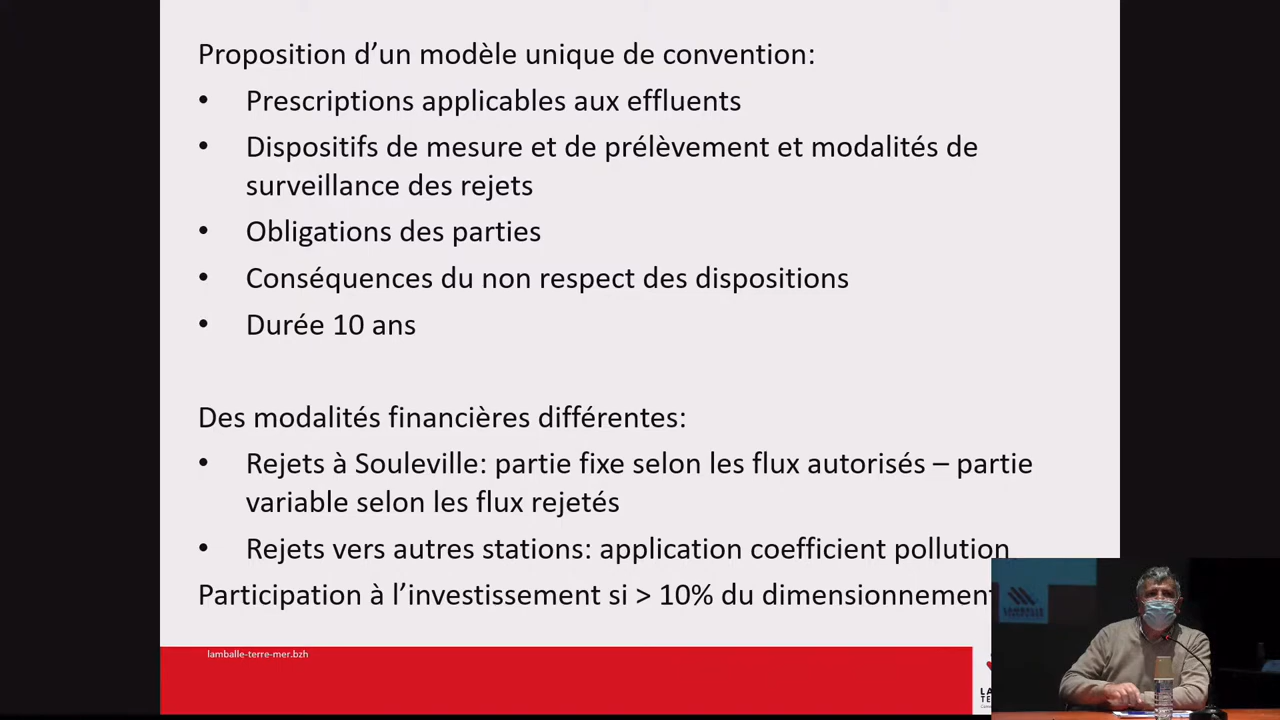 Proposition d’un modèle unique de convention:
• Prescriptions applicables aux effluents
• Dispositifs de mesure et de prélèvement et modalités de
surveillance des rejets
• Obligations des parties
• Conséquences du non respect des dispositions
• Durée 10 ans
Des modalités financières différentes:
• Rejets à Souleville: partie fixe selon les flux autorisés – partie
variable selon les flux rejetés
• Rejets vers autres stations: application coefficient pollution
Participation à l’investissement si > 10% du dimensionnement
lamballe-terre-mer.bzh
LAMBALLE